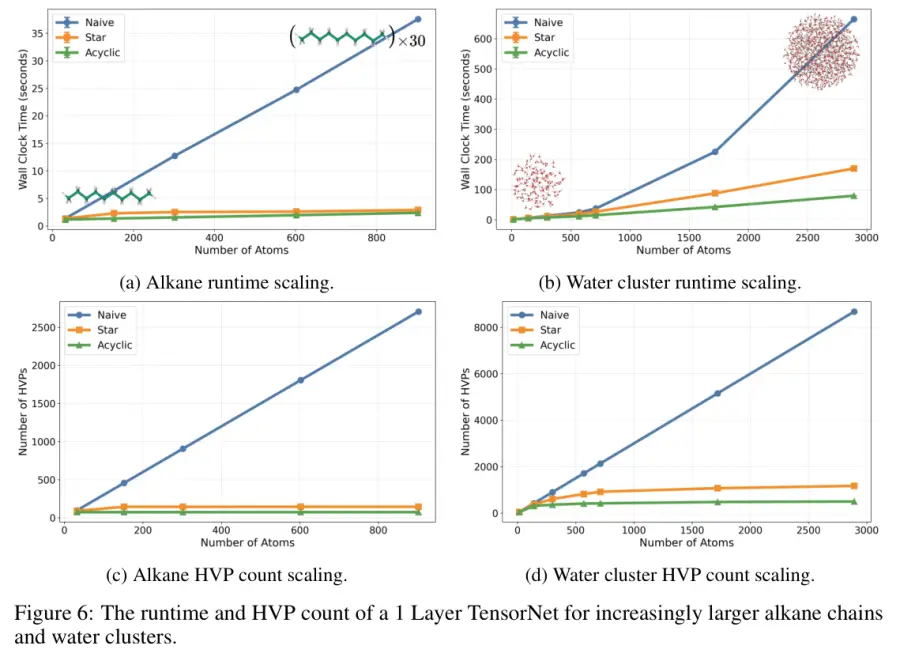 Naive
Star
Acyclic
( )×30
35
30
25
20
15
10
5
0
Wall Clock Time (seconds)
0 200 400 600 800
Number of Atoms
(a) Alkane runtime scaling.
Naive
Star
Acyclic
600
500
400
300
200
100
0
Wall Clock Time (seconds)
0 500 1000 1500 2000 2500 3000
Number of Atoms
(b) Water cluster runtime scaling.
Naive
Star
Acyclic
2500
2000
1500
1000
500
0
Number of HVPs
0 200 400 600 800
Number of Atoms
(c) Alkane HVP count scaling.
Naive
Star
Acyclic
8000
6000
4000
2000
0
Number of HVPs
0 500 1000 1500 2000 2500 3000
Number of Atoms
(d) Water cluster HVP count scaling.
Figure 6: The runtime and HVP count of a 1 Layer TensorNet for increasingly larger alkane chains
and water clusters.